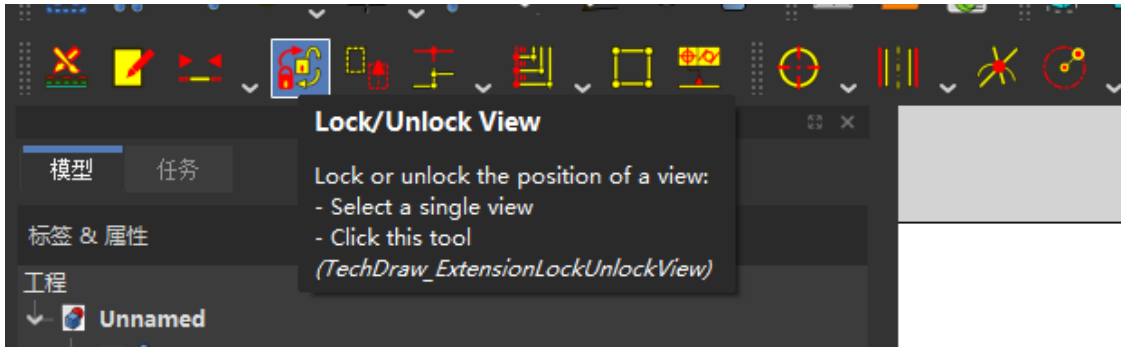 Lock/Unlock View
模型
任务
Lock or unlock the position of a view:
- Select a single view
标签 & 属性
- Click this tool
(TechDraw_ExtensionLockUnlockView)
工程
Unnamed